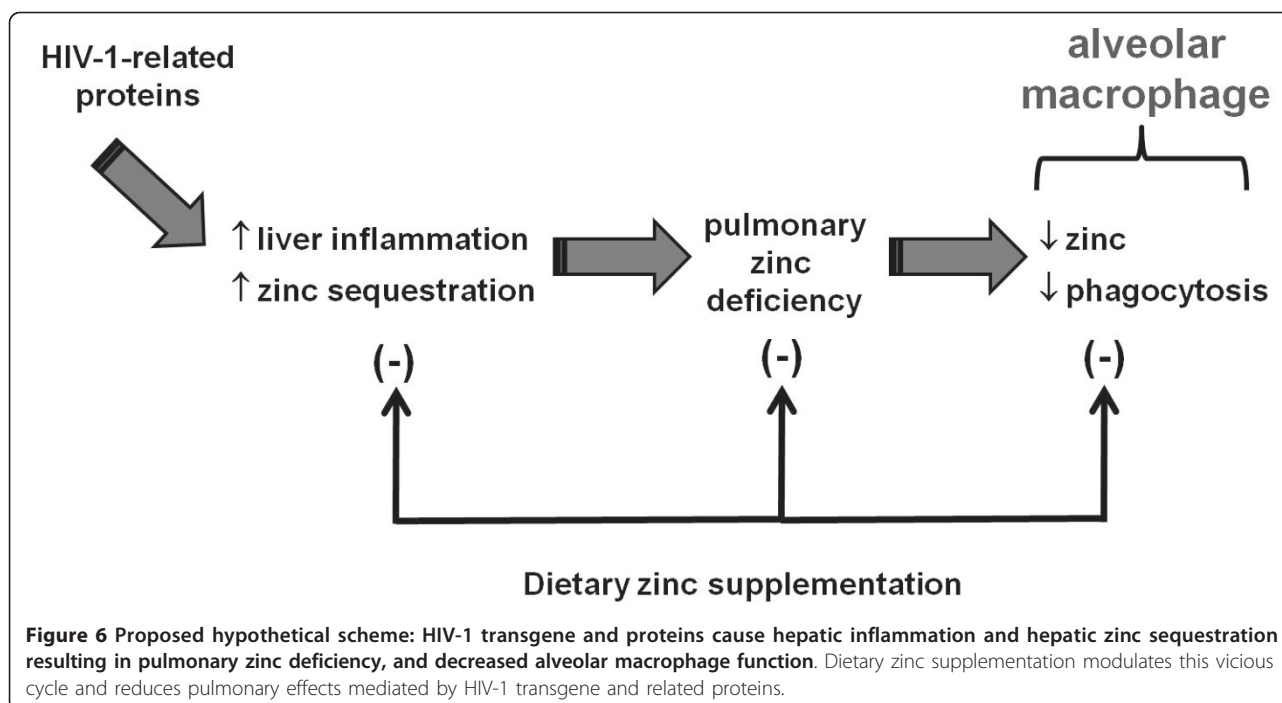 HIV-1-related
proteins
alveolar
macrophage
↑ liver inflammation
↑ zinc sequestration
pulmonary
zinc
deficiency
↓ zinc
↓ phagocytosis
(-)
(-)
(-)
Dietary zinc supplementation
Figure 6 Proposed hypothetical scheme: HIV-1 transgene and proteins cause hepatic inflammation and hepatic zinc sequestration
resulting in pulmonary zinc deficiency, and decreased alveolar macrophage function. Dietary zinc supplementation modulates this vicious
cycle and reduces pulmonary effects mediated by HIV-1 transgene and related proteins.